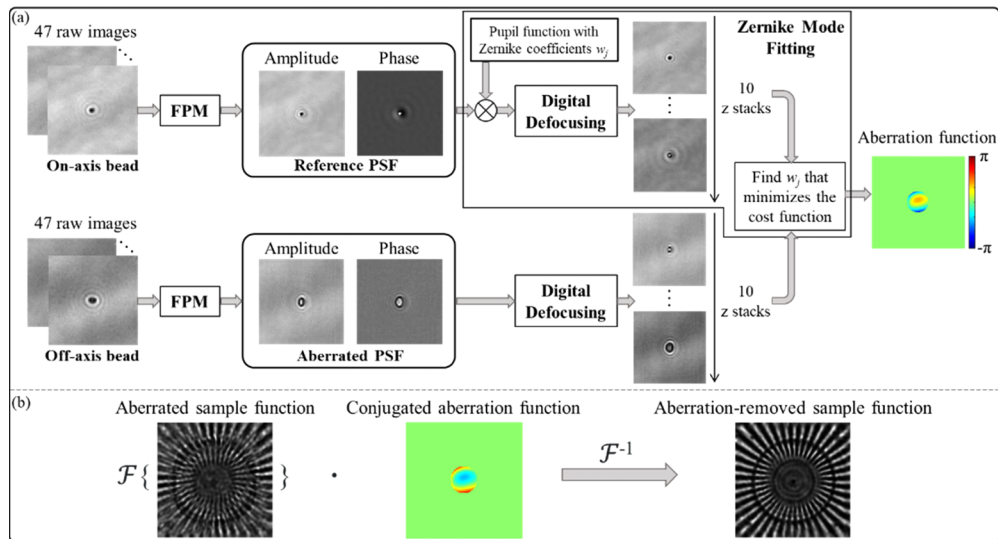 (a)
47 raw images
On-axis bead
FPM
Amplitude Phase
Reference PSF
Pupil function with
Zernike coefficients wj
Digital
Defocusing
Zernike Mode
Fitting
10
z stacks
Find wj that
minimizes the
cost function
Aberration function
π
-π
47 raw images
Off-axis bead
FPM
Amplitude Phase
Aberrated PSF
Digital
Defocusing
10
z stacks
(b)
Aberrated sample function Conjugated aberration function Aberration-removed sample function
ℱ{ } · ℱ-1